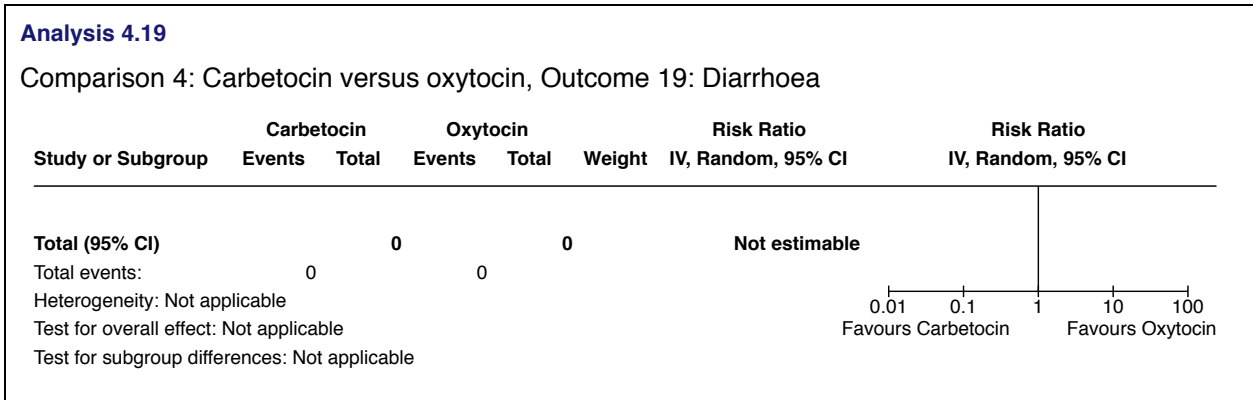 Analysis 4.19
Comparison 4: Carbetocin versus oxytocin, Outcome 19: Diarrhoea
Carbetocin Oxytocin Risk Ratio Risk Ratio
Study or Subgroup Events Total Events Total Weight IV, Random, 95% CI IV, Random, 95% CI
Total (95% CI) 0 0 Not estimable
Total events: 0 0
Heterogeneity: Not applicable
Test for overall effect: Not applicable
Test for subgroup differences: Not applicable
0.01 0.1 1 10 100
Favours Carbetocin Favours Oxytocin